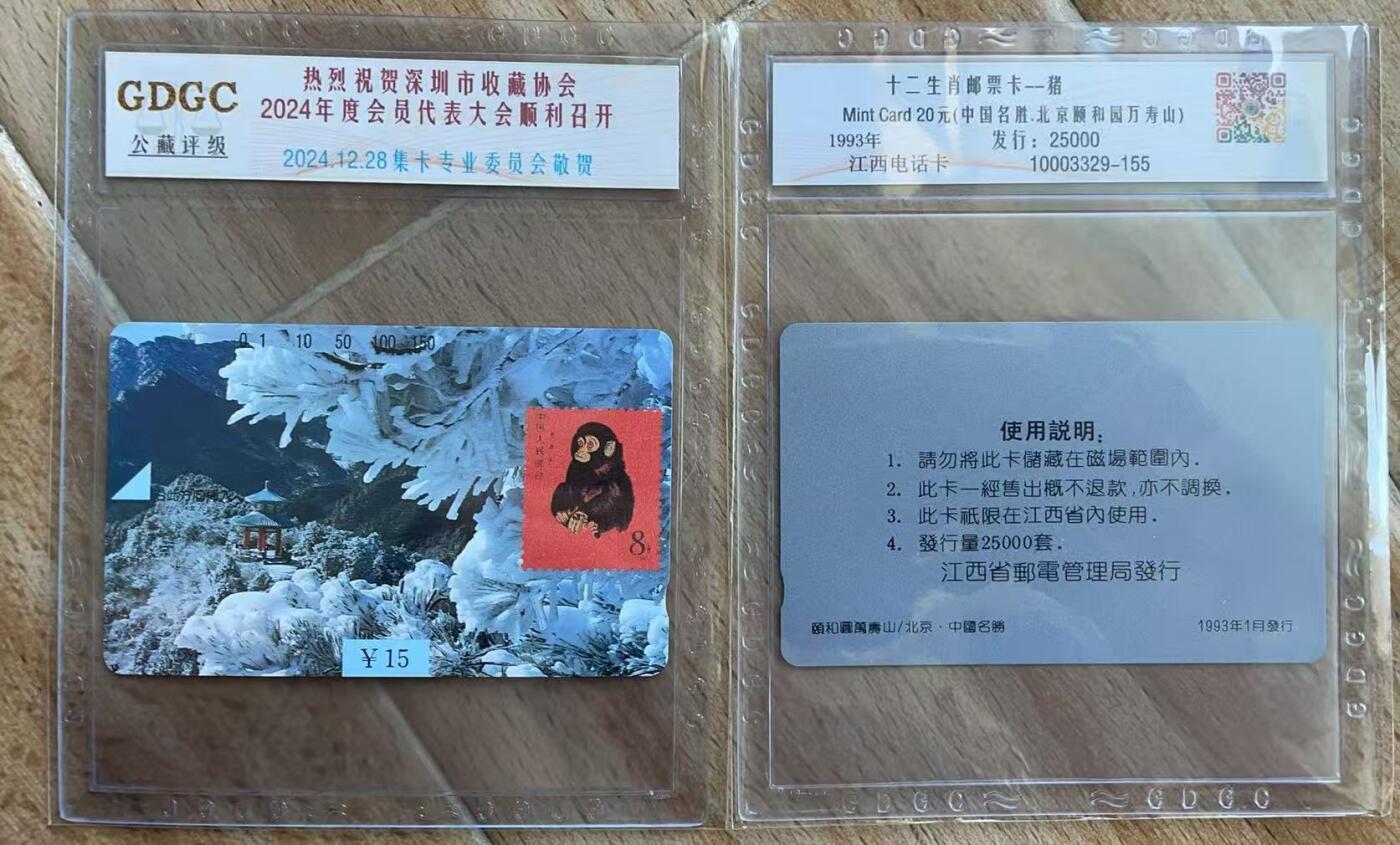 GDGC
公藏评级
热烈祝贺深圳市收藏协会
2024年度会员代表大会顺利召开
2024.12.28集卡专业委员会敬贺
0 1 10 50 100 150
8
¥15
十二生肖邮票卡--猪
Mint Card 20元(中国名胜.北京颐和园万寿山)
1993年 发行：25000
江西电话卡 10003329-155
使用説明：
1. 請勿將此卡儲藏在磁場範圍內.
2. 此卡一經售出概不退款,亦不調換.
3. 此卡祇限在江西省內使用.
4. 發行量25000套.
江西省郵電管理局發行
頤和園萬壽山/北京·中國名勝
1993年1月發行
GDGC
GDGC